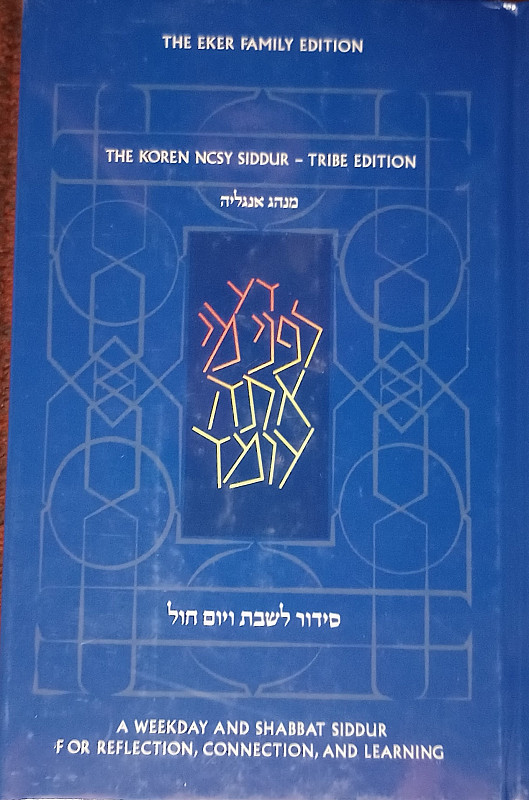 THE EKER FAMILY EDITION
THE KOREN NCSY SIDDUR – TRIBE EDITION
מנהג אנגליה
דע
לפני מי
אתה
עומד
סידור לשבת ויום חול
A WEEKDAY AND SHABBAT SIDDUR
FOR REFLECTION, CONNECTION, AND LEARNING